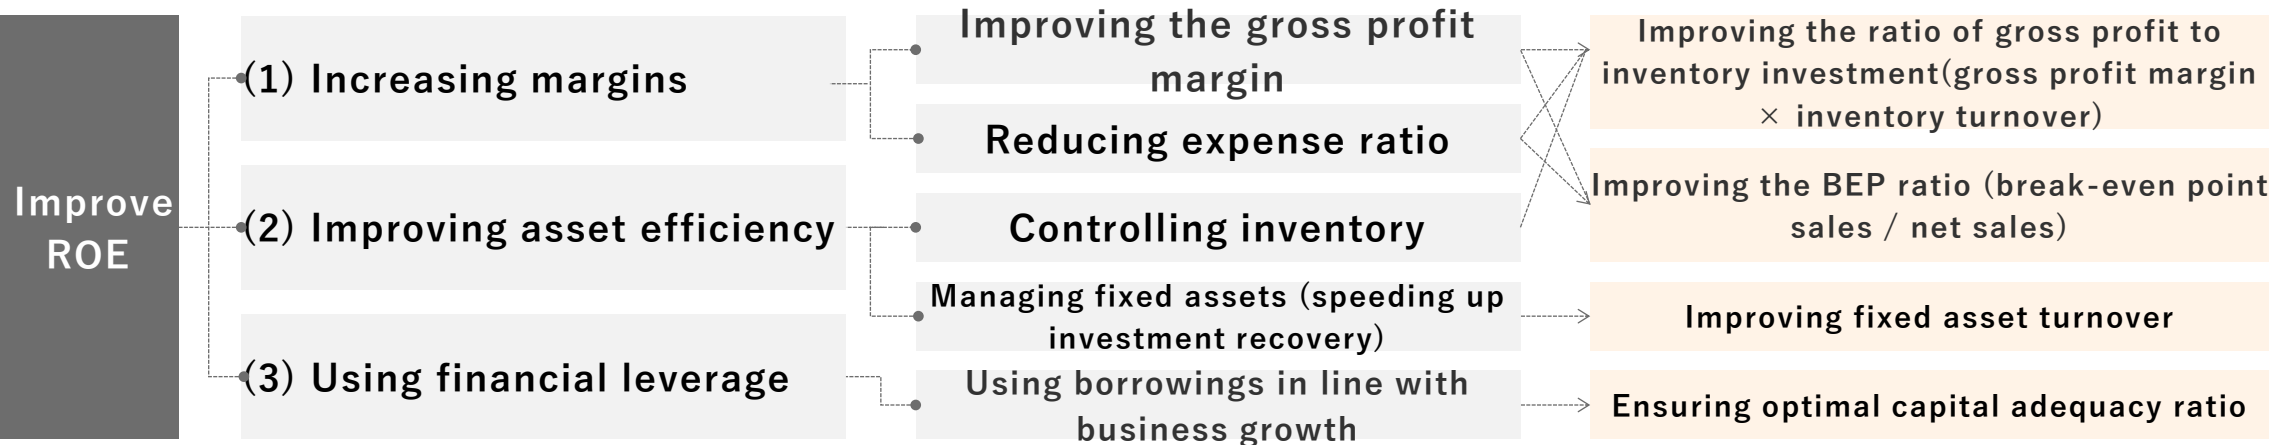 Improve
ROE
(1) Increasing margins
(2) Improving asset efficiency
(3) Using financial leverage
Improving the gross profit
margin
Reducing expense ratio
Controlling inventory
Managing fixed assets (speeding up
investment recovery)
Using borrowings in line with
business growth
Improving the ratio of gross profit to
inventory investment(gross profit margin
× inventory turnover)
Improving the BEP ratio (break-even point
sales / net sales)
Improving fixed asset turnover
Ensuring optimal capital adequacy ratio